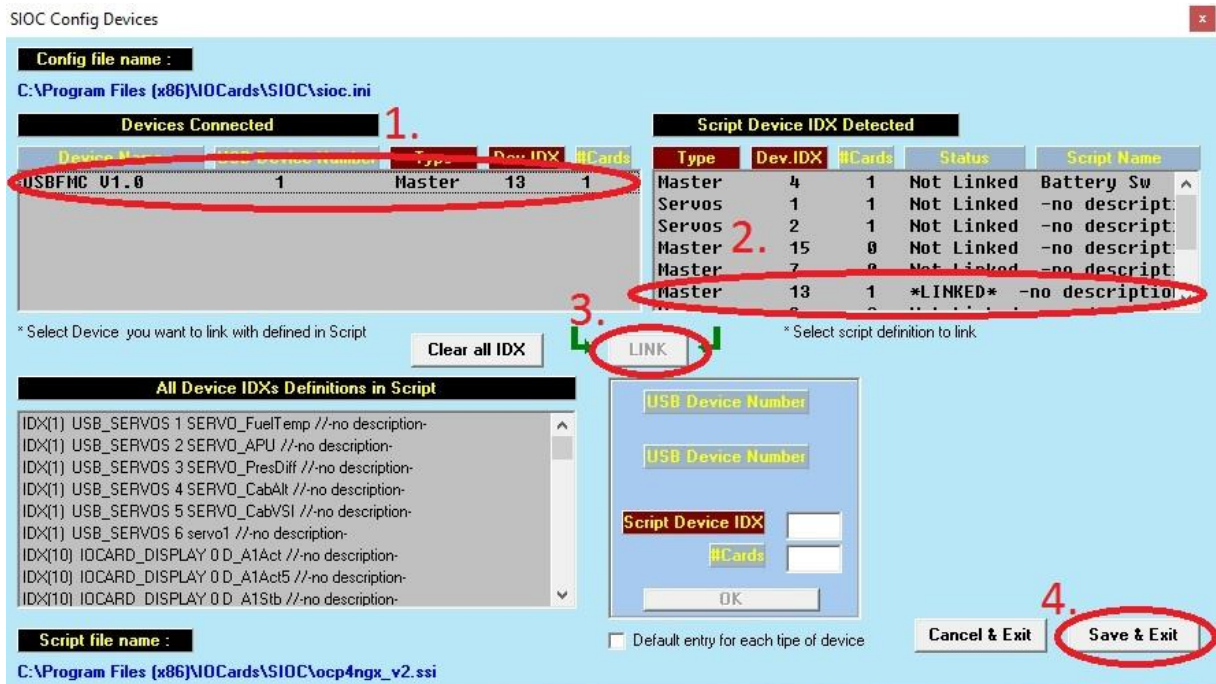 SIOC Config Devices
x
Config file name :
C:\Program Files (x86)\IOCards\SIOC\sioc.ini
Devices Connected
1.
Device Name USB Device Number Type Dev.IDX #Cards
USBFMC V1.0 1 Master 13 1
Script Device IDX Detected
Type Dev.IDX #Cards Status Script Name
Master 4 1 Not Linked Battery Sw
Servos 1 1 Not Linked -no descript
Servos 2 1 Not Linked -no descript
2.
Master 15 0 Not Linked -no descript
Master 7 0 Not Linked -no descript
Master 13 1 *LINKED* -no descriptio
* Select Device you want to link with defined in Script
Clear all IDX
3.
LINK
* Select script definition to link
All Device IDXs Definitions in Script
IDX(1) USB_SERVOS 1 SERVO_FuelTemp //-no description-
IDX(1) USB_SERVOS 2 SERVO_APU //-no description-
IDX(1) USB_SERVOS 3 SERVO_PresDiff //-no description-
IDX(1) USB_SERVOS 4 SERVO_CabAlt //-no description-
IDX(1) USB_SERVOS 5 SERVO_CabVSI //-no description-
IDX(1) USB_SERVOS 6 servo1 //-no description-
IDX(10) IOCARD_DISPLAY 0 D_A1Act //-no description-
IDX(10) IOCARD_DISPLAY 0 D_A1Act5 //-no description-
IDX(10) IOCARD_DISPLAY 0 D_A1Stb //-no description-
USB Device Number
USB Device Number
Script Device IDX
#Cards
OK
Default entry for each tipe of device
Cancel & Exit
4.
Save & Exit
Script file name :
C:\Program Files (x86)\IOCards\SIOC\ocp4ngx_v2.ssi